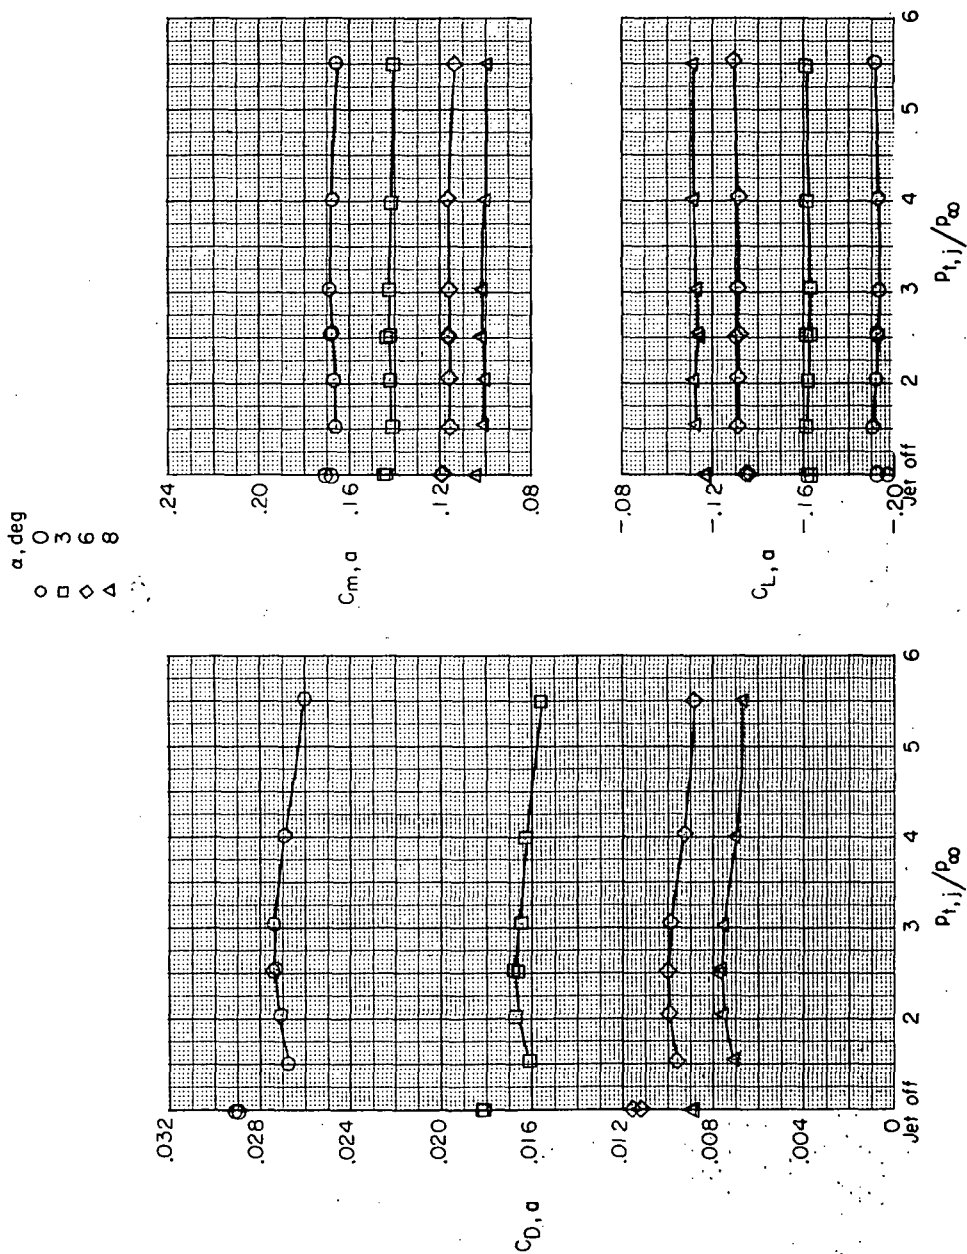 α, deg
○ 0
□ 3
◇ 6
△ 8
.032
.028
.024
.020
.016
.012
.008
.004
0
C_D, a
Jet off 2 3 4 5 6
p_t, j/p_∞
.24
.20
.16
.12
.08
C_m, a
-.08
-.12
-.16
-.20
C_L, a
Jet off 2 3 4 5 6
p_t, j/p_∞